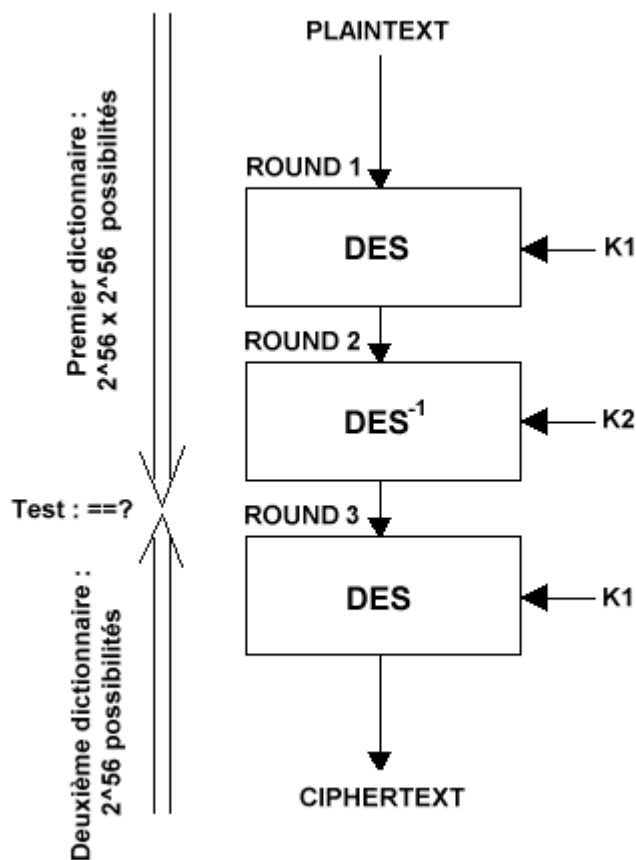 PLAINTEXT
Premier dictionnaire :
2^56 x 2^56 possibilités
ROUND 1
DES
K1
ROUND 2
DES-1
K2
Test : ==?
ROUND 3
DES
K1
Deuxième dictionnaire :
2^56 possibilités
CIPHERTEXT